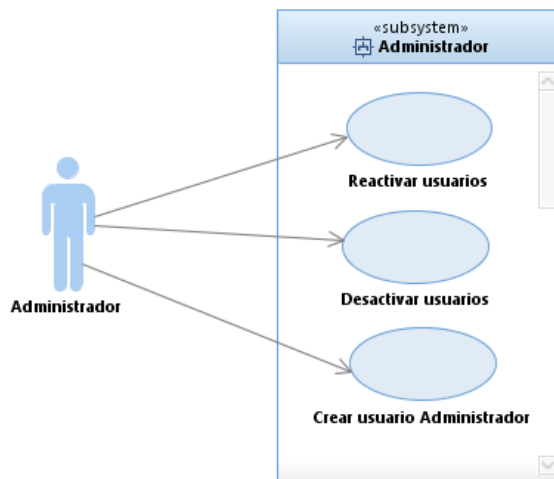 «subsystem»
Administrador
Reactivar usuarios
Desactivar usuarios
Administrador
Crear usuario Administrador